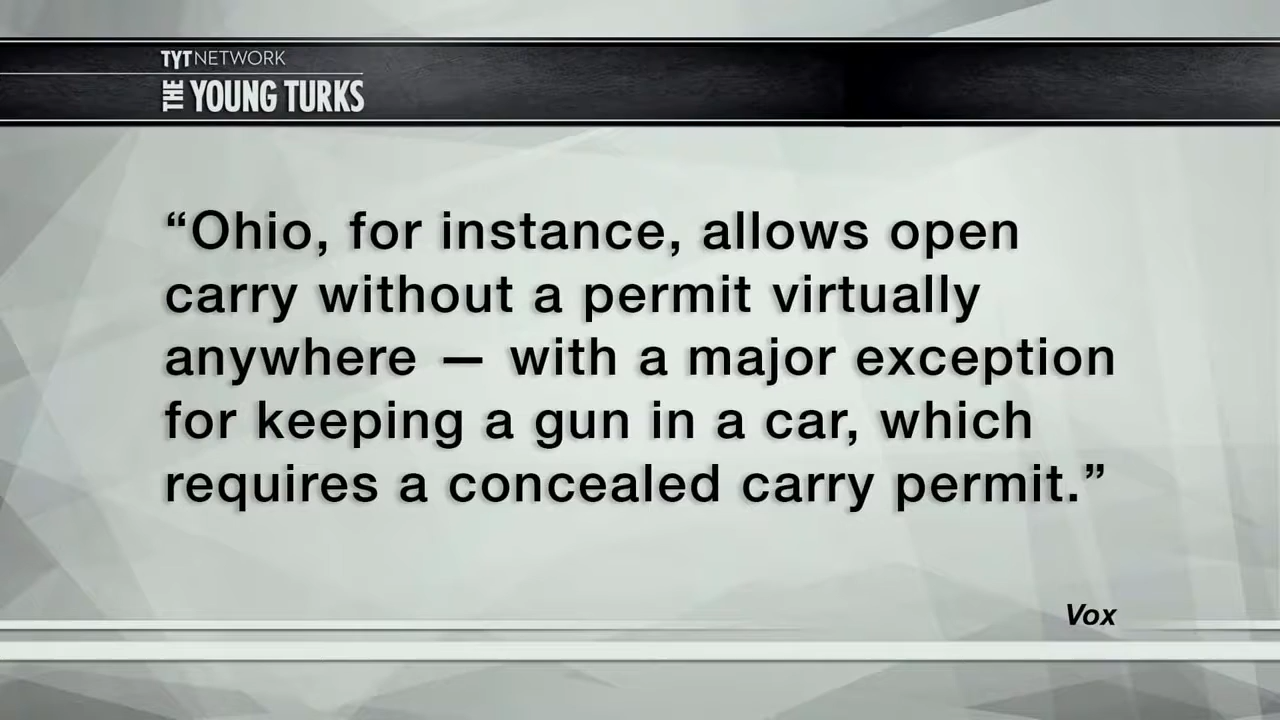 TYTNETWORK
THE YOUNG TURKS
“Ohio, for instance, allows open
carry without a permit virtually
anywhere — with a major exception
for keeping a gun in a car, which
requires a concealed carry permit.”
Vox